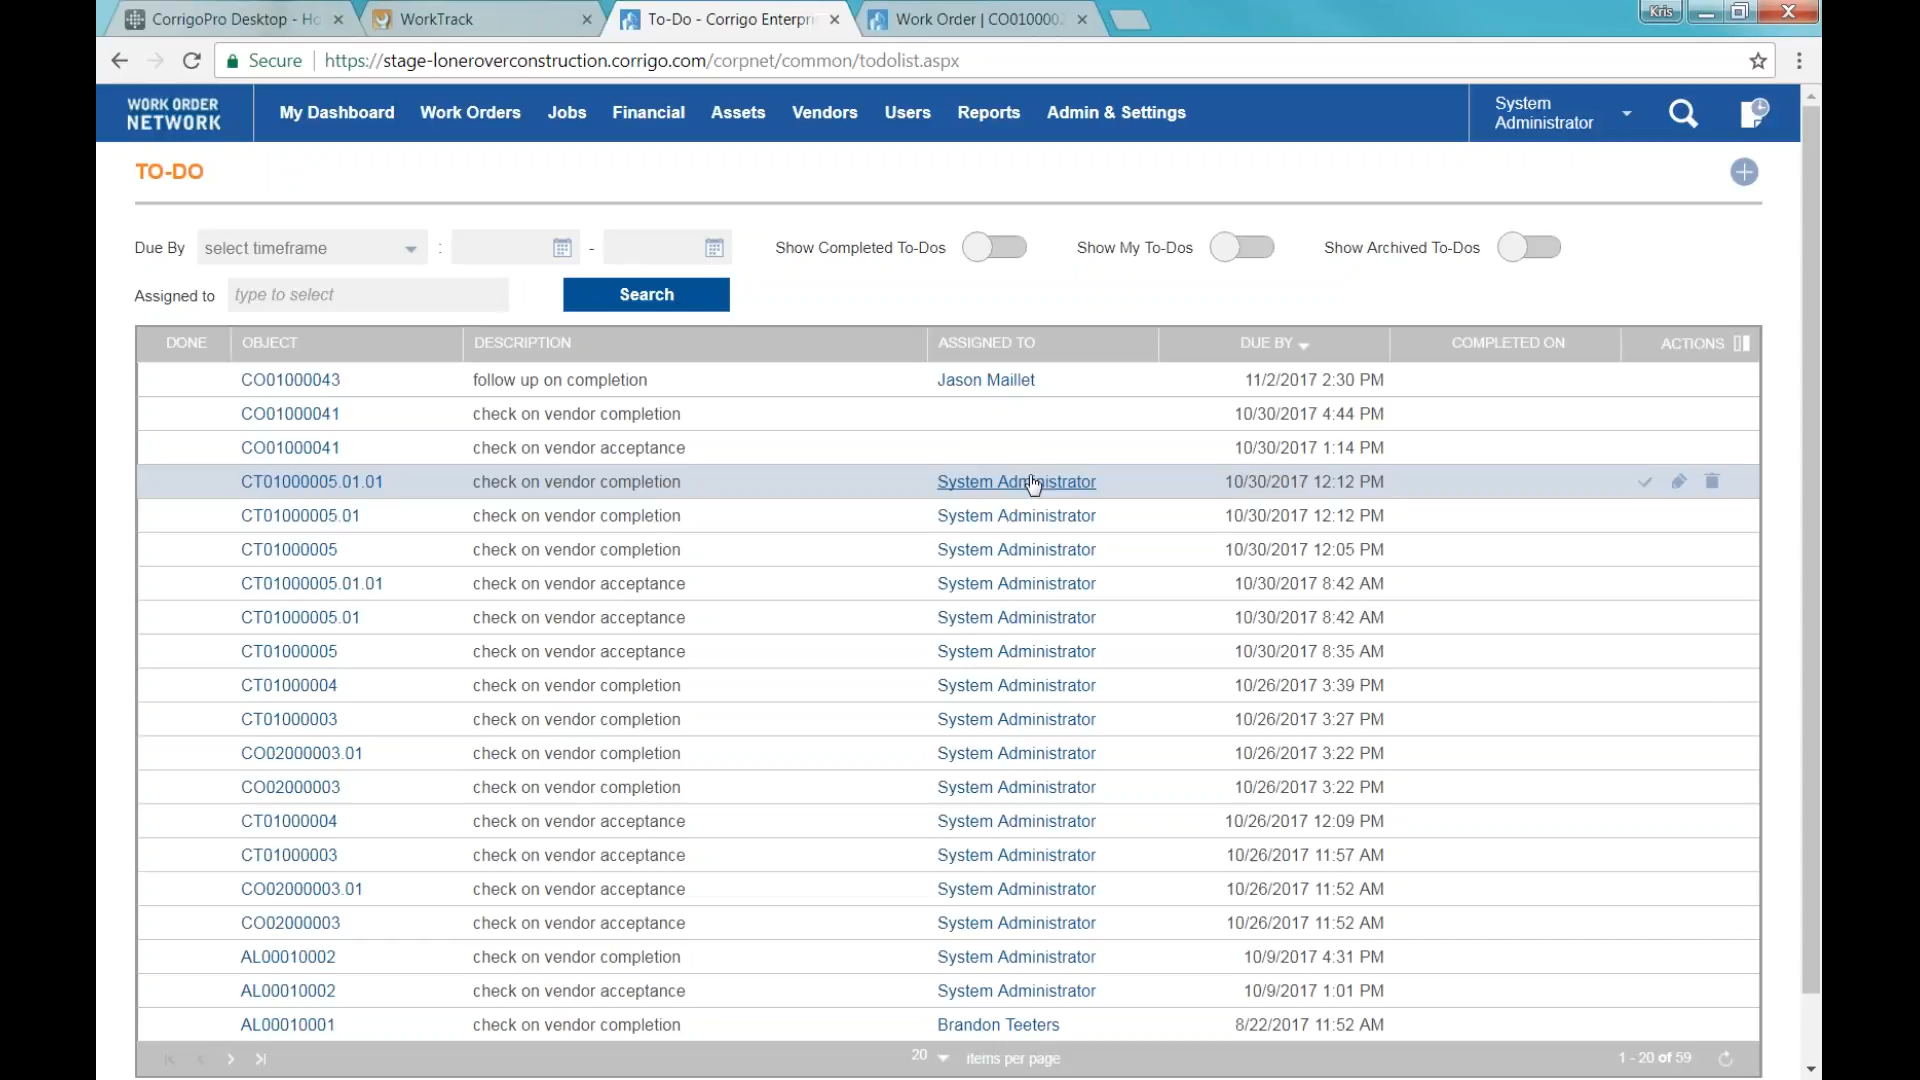 CorrigoPro Desktop - Ho
WorkTrack
To-Do - Corrigo Enterpri
Work Order | CO010000
Kris
Secure https://stage-loneroverconstruction.corrigo.com/corpnet/common/todolist.aspx
WORK ORDER
NETWORK
My Dashboard Work Orders Jobs Financial Assets Vendors Users Reports Admin & Settings
System
Administrator
TO-DO
Due By select timeframe : - Show Completed To-Dos Show My To-Dos Show Archived To-Dos
Assigned to type to select Search
DONE OBJECT DESCRIPTION ASSIGNED TO DUE BY COMPLETED ON ACTIONS
CO01000043 follow up on completion Jason Maillet 11/2/2017 2:30 PM
CO01000041 check on vendor completion 10/30/2017 4:44 PM
CO01000041 check on vendor acceptance 10/30/2017 1:14 PM
CT01000005.01.01 check on vendor completion System Administrator 10/30/2017 12:12 PM
CT01000005.01 check on vendor completion System Administrator 10/30/2017 12:12 PM
CT01000005 check on vendor completion System Administrator 10/30/2017 12:05 PM
CT01000005.01.01 check on vendor acceptance System Administrator 10/30/2017 8:42 AM
CT01000005.01 check on vendor acceptance System Administrator 10/30/2017 8:42 AM
CT01000005 check on vendor acceptance System Administrator 10/30/2017 8:35 AM
CT01000004 check on vendor completion System Administrator 10/26/2017 3:39 PM
CT01000003 check on vendor completion System Administrator 10/26/2017 3:27 PM
CO02000003.01 check on vendor completion System Administrator 10/26/2017 3:22 PM
CO02000003 check on vendor completion System Administrator 10/26/2017 3:22 PM
CT01000004 check on vendor acceptance System Administrator 10/26/2017 12:09 PM
CT01000003 check on vendor acceptance System Administrator 10/26/2017 11:57 AM
CO02000003.01 check on vendor acceptance System Administrator 10/26/2017 11:52 AM
CO02000003 check on vendor acceptance System Administrator 10/26/2017 11:52 AM
AL00010002 check on vendor completion System Administrator 10/9/2017 4:31 PM
AL00010002 check on vendor acceptance System Administrator 10/9/2017 1:01 PM
AL00010001 check on vendor completion Brandon Teeters 8/22/2017 11:52 AM
20 items per page 1 - 20 of 59